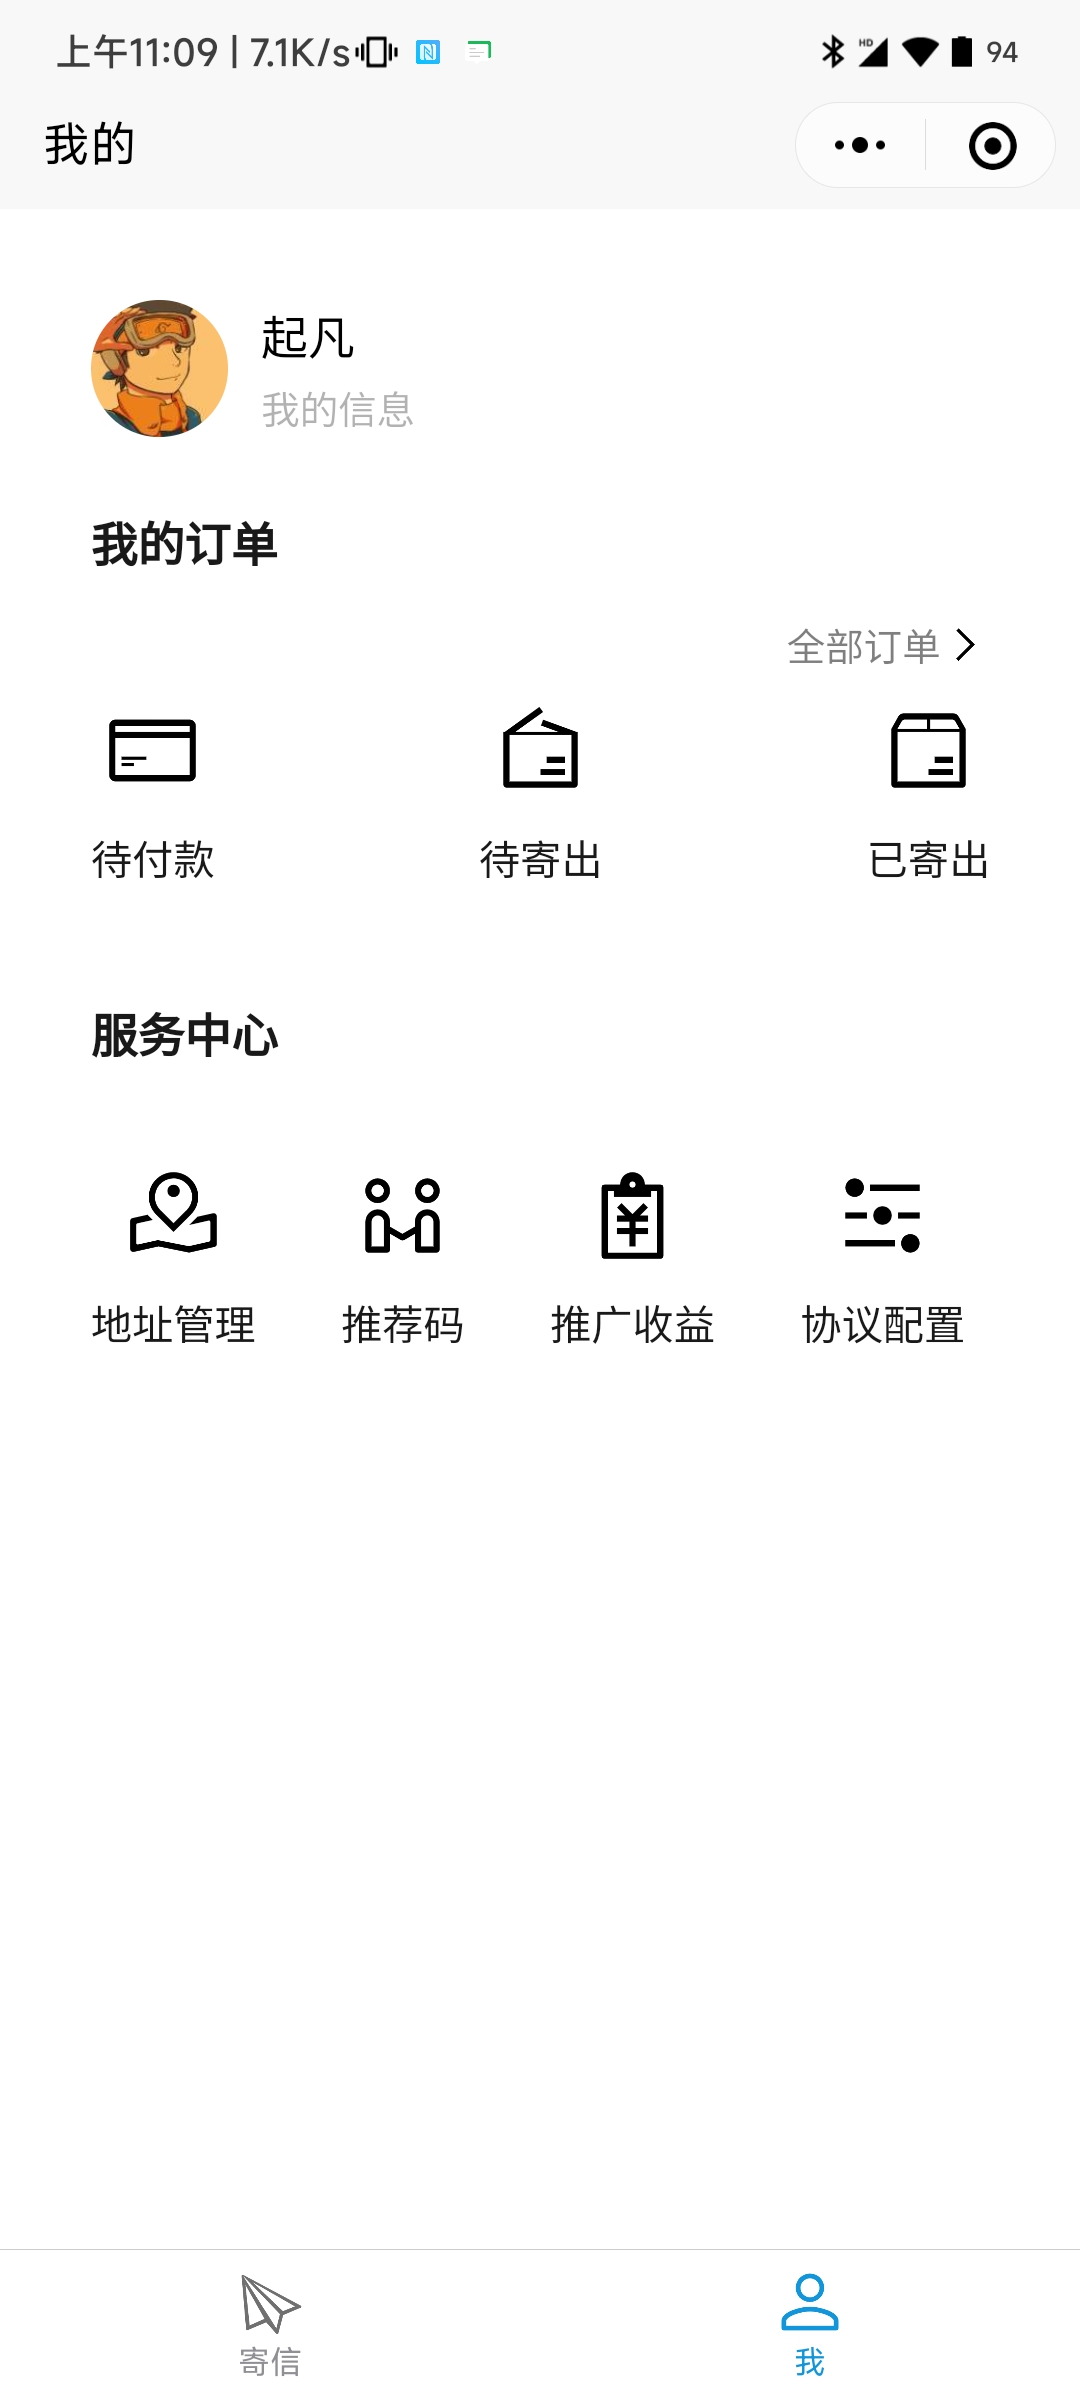 上午11:09 | 7.1K/s
HD
94
我的
起凡
我的信息
我的订单
全部订单
待付款 待寄出 已寄出
服务中心
地址管理 推荐码 推广收益 协议配置
寄信 我